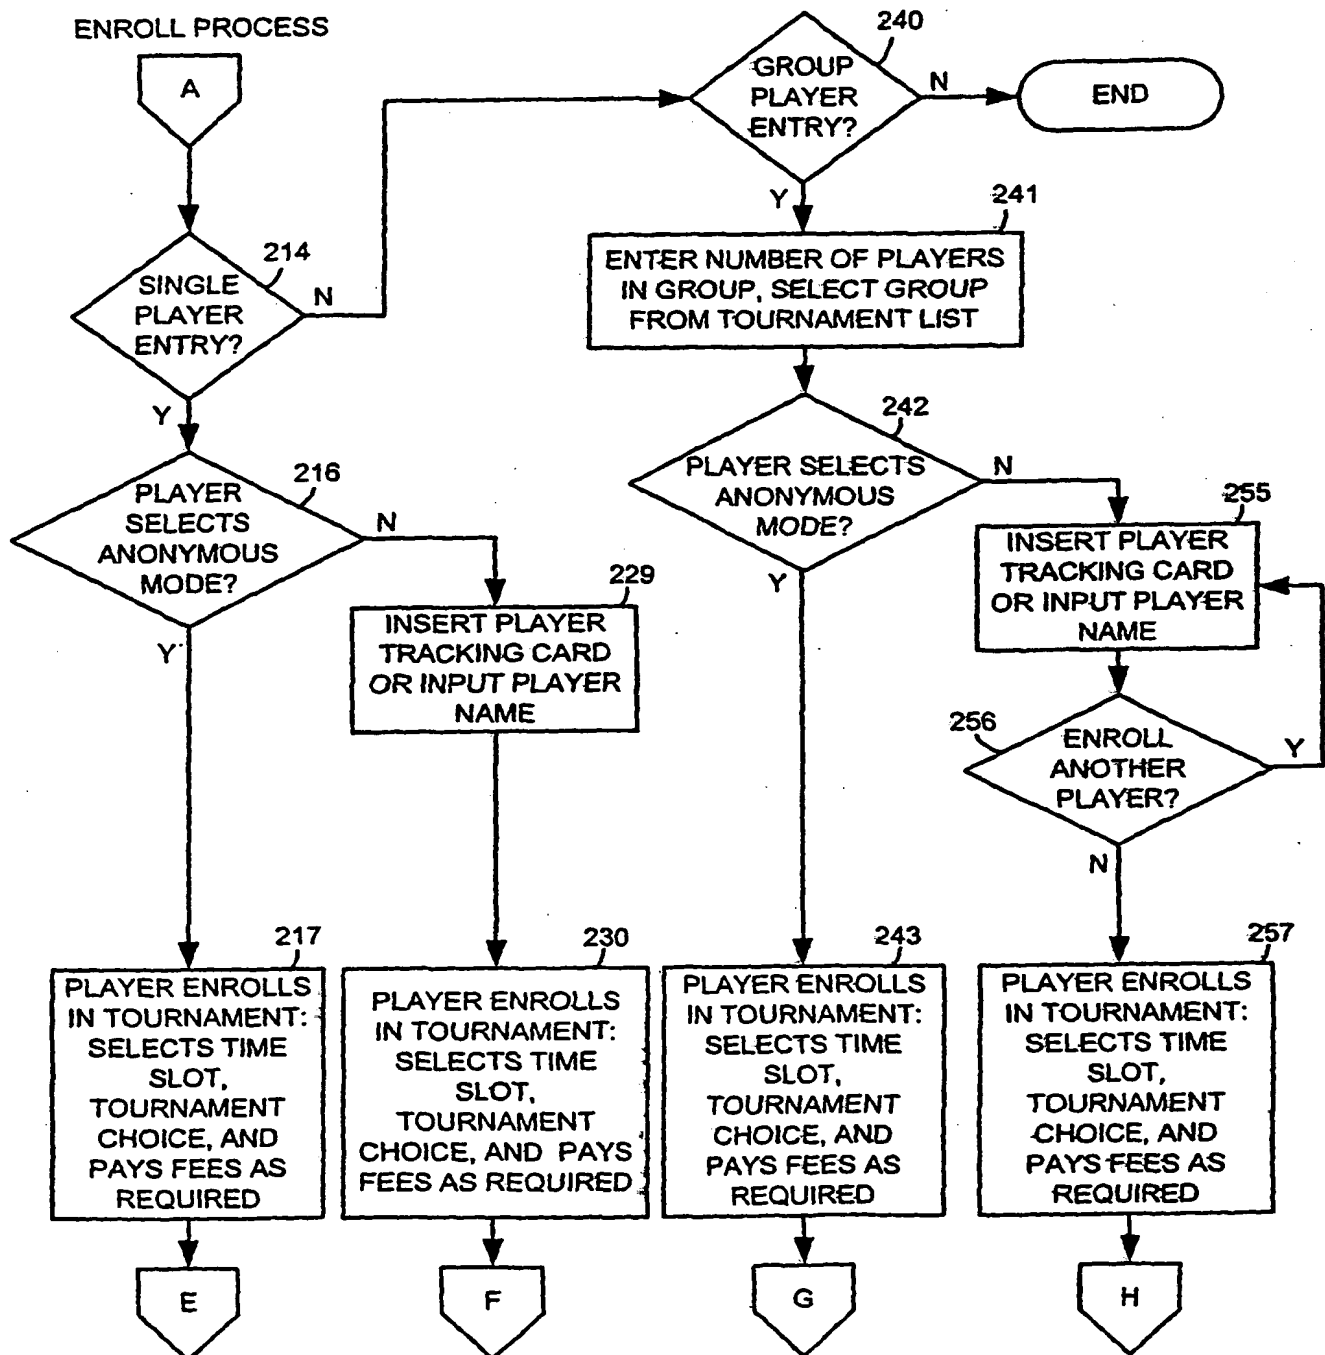 ENROLL PROCESS
A
214
SINGLE
PLAYER
ENTRY?
N
Y
216
PLAYER
SELECTS
ANONYMOUS
MODE?
N
Y
229
INSERT PLAYER
TRACKING CARD
OR INPUT PLAYER
NAME
217
PLAYER ENROLLS
IN TOURNAMENT:
SELECTS TIME
SLOT,
TOURNAMENT
CHOICE, AND
PAYS FEES AS
REQUIRED
E
230
PLAYER ENROLLS
IN TOURNAMENT:
SELECTS TIME
SLOT,
TOURNAMENT
CHOICE, AND PAYS
FEES AS REQUIRED
F
240
GROUP
PLAYER
ENTRY?
N
END
Y
241
ENTER NUMBER OF PLAYERS
IN GROUP, SELECT GROUP
FROM TOURNAMENT LIST
242
PLAYER SELECTS
ANONYMOUS
MODE?
N
Y
255
INSERT PLAYER
TRACKING CARD
OR INPUT PLAYER
NAME
256
ENROLL
ANOTHER
PLAYER?
Y
N
243
PLAYER ENROLLS
IN TOURNAMENT:
SELECTS TIME
SLOT,
TOURNAMENT
CHOICE, AND
PAYS FEES AS
REQUIRED
G
257
PLAYER ENROLLS
IN TOURNAMENT:
SELECTS TIME
SLOT,
TOURNAMENT
CHOICE, AND
PAYS FEES AS
REQUIRED
H